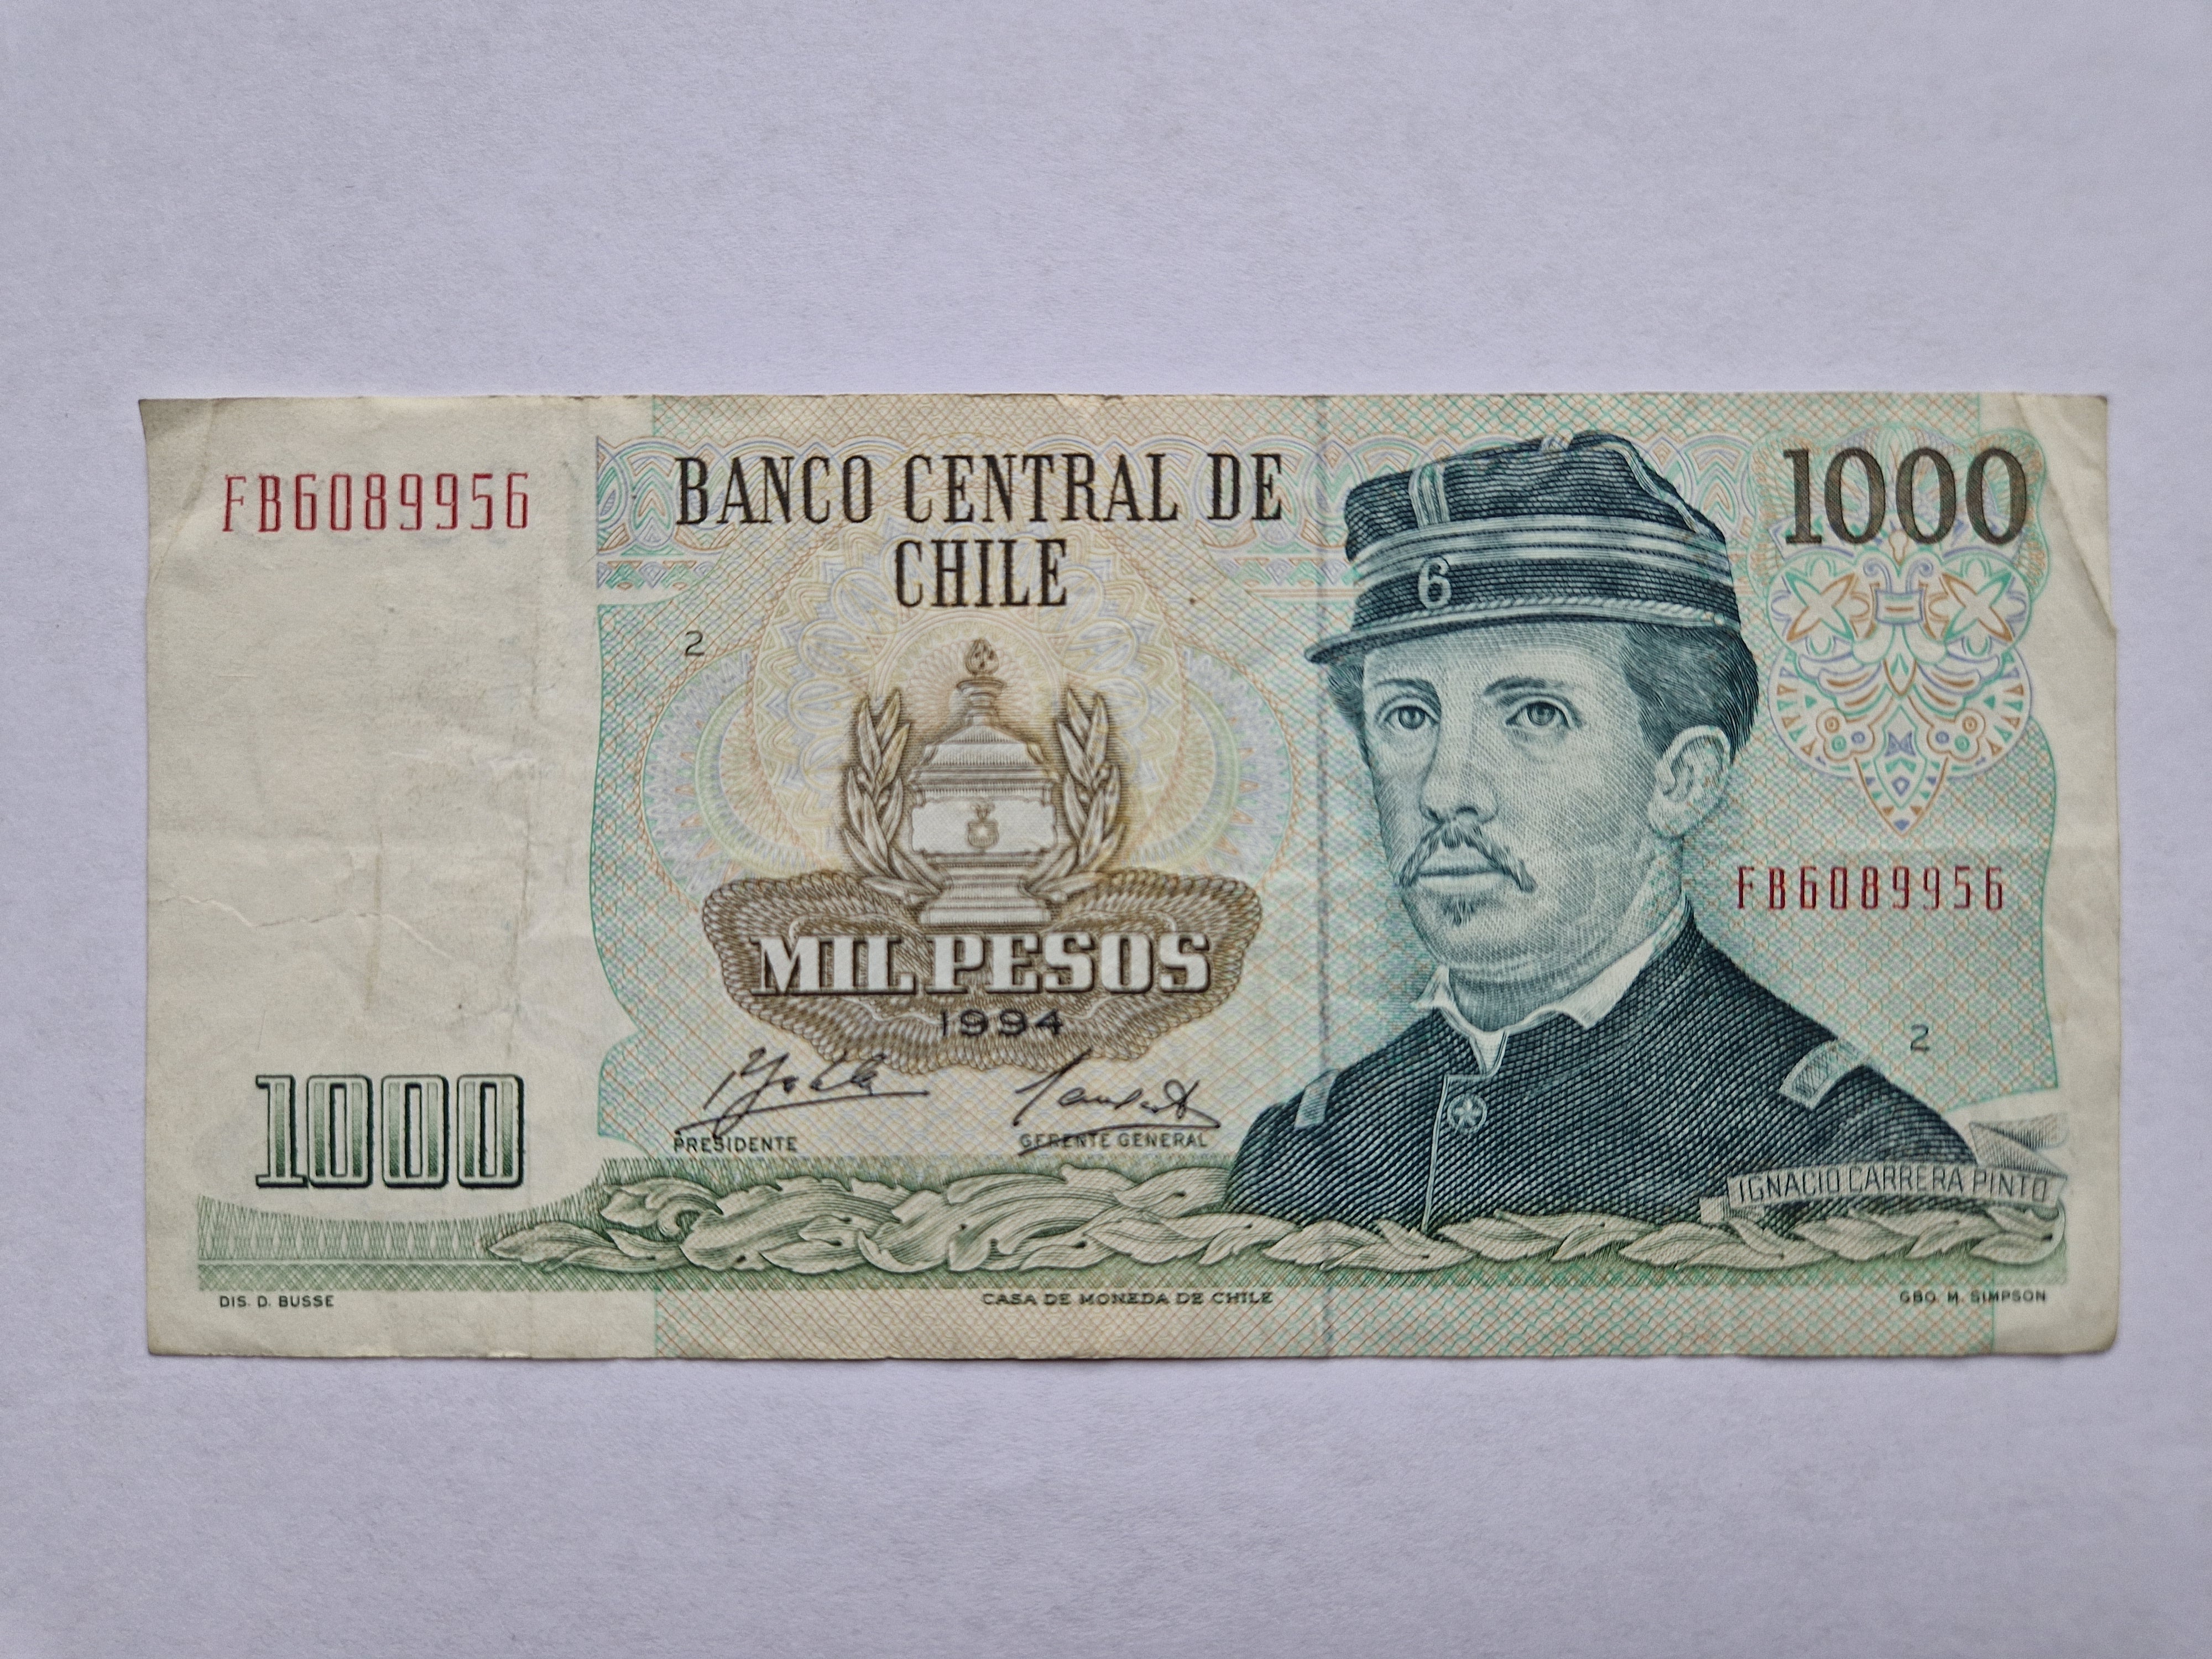 FB6089956
BANCO CENTRAL DE
CHILE
1000
6
2
FB6089956
MIL PESOS
1994
2
PRESIDENTE
GERENTE GENERAL
1000
IGNACIO CARRERA PINTO
DIS. D. BUSSE
CASA DE MONEDA DE CHILE
GBO. M. SIMPSON